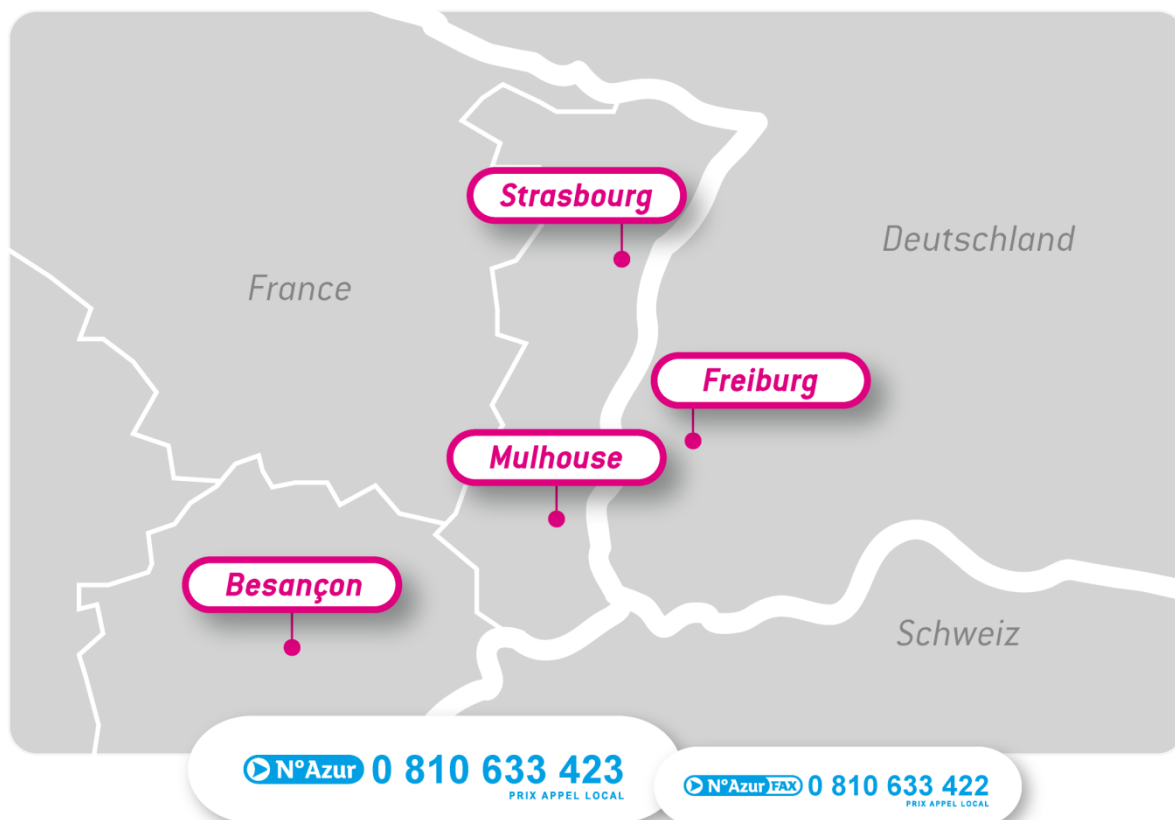 Strasbourg
Deutschland
France
Freiburg
Mulhouse
Besançon
Schweiz
N°Azur 0 810 633 423
PRIX APPEL LOCAL
N°Azur FAX 0 810 633 422
PRIX APPEL LOCAL